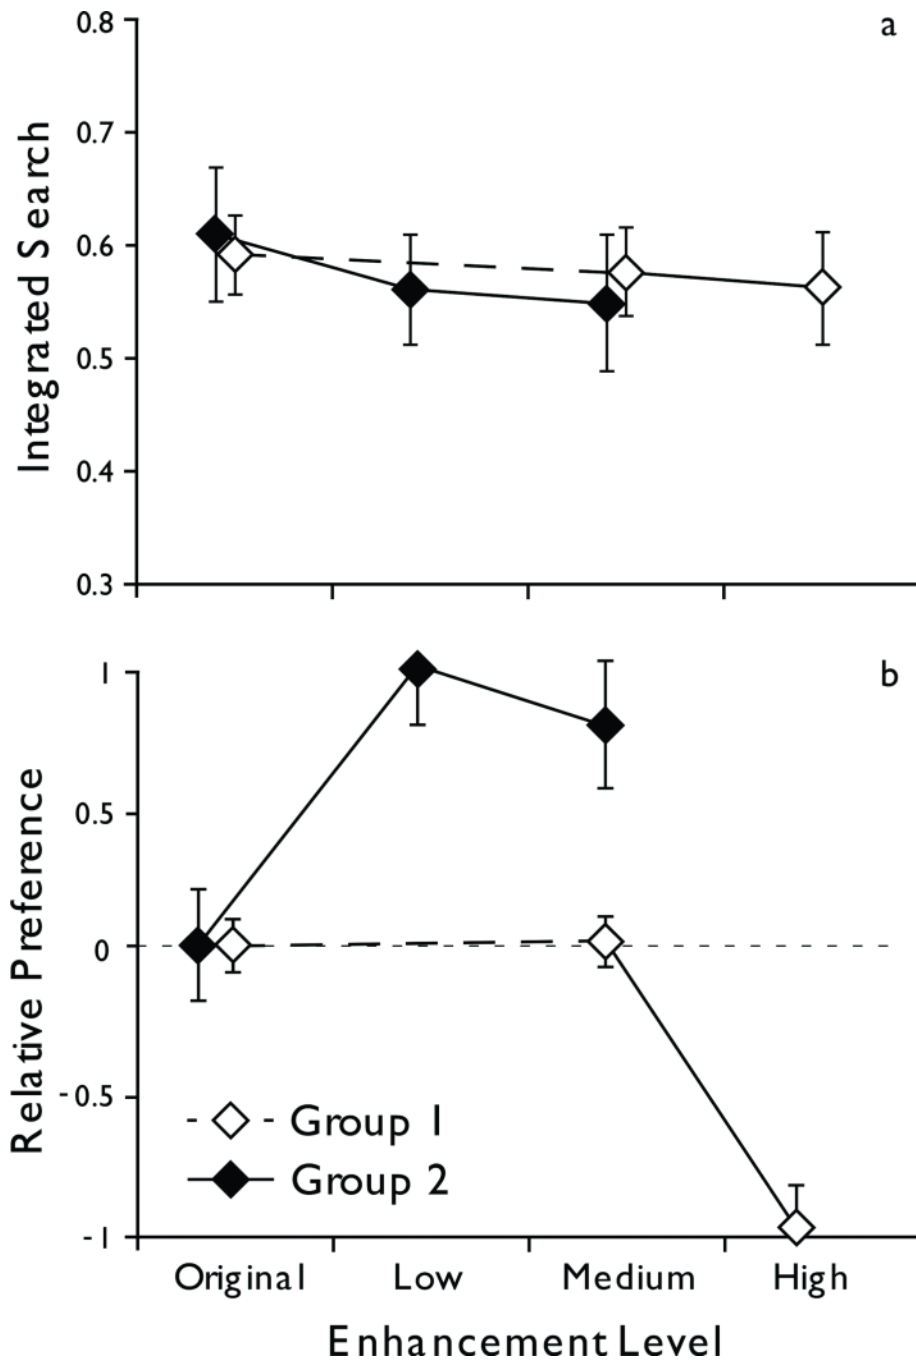 a
0.8
0.7
0.6
0.5
0.4
0.3
Integrated Search
b
1
0.5
0
-0.5
-1
Relative Preference
Group 1
Group 2
Original Low Medium High
Enhancement Level